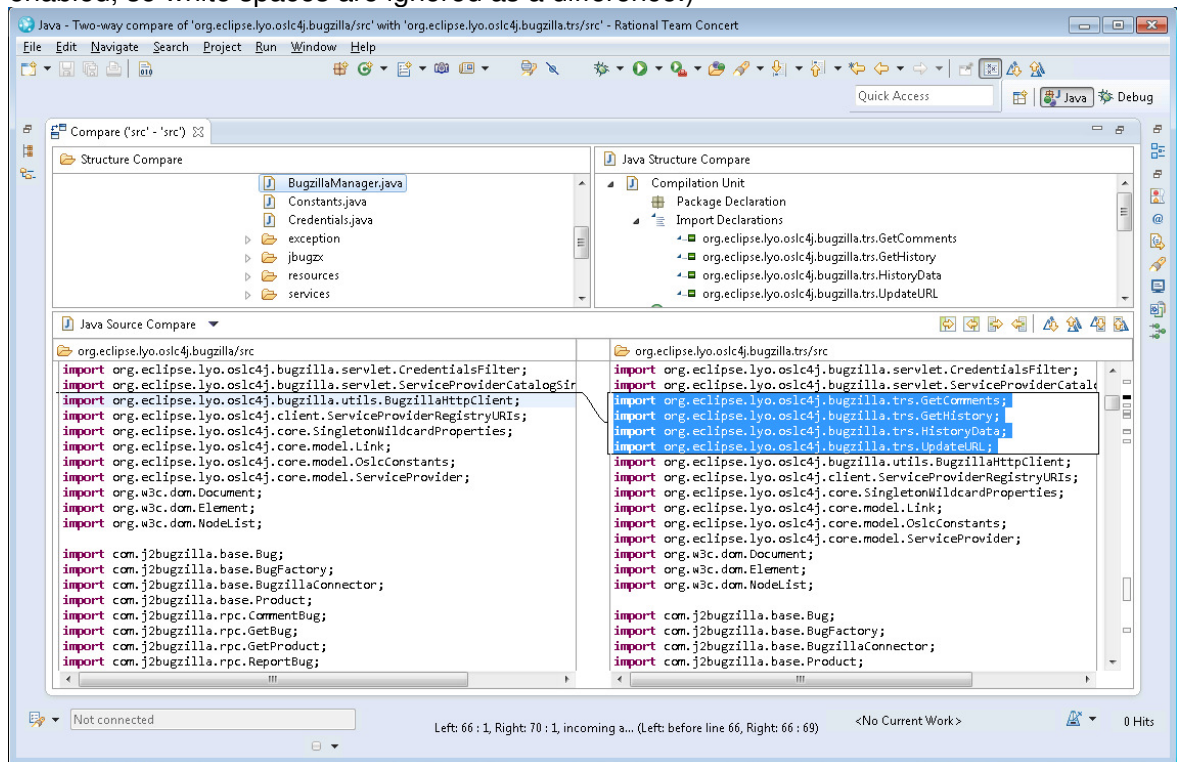 enabled, so white spaces are ignored as a difference.)
Java - Two-way compare of 'org.eclipse.lyo.oslc4j.bugzilla/src' with 'org.eclipse.lyo.oslc4j.bugzilla.trs/src' - Rational Team Concert
File Edit Navigate Search Project Run Window Help
Quick Access
Java
Debug
Compare ('src' - 'src')
Structure Compare
BugzillaManager.java
Constants.java
Credentials.java
exception
jbugzx
resources
services
Java Structure Compare
Compilation Unit
Package Declaration
Import Declarations
org.eclipse.lyo.oslc4j.bugzilla.trs.GetComments
org.eclipse.lyo.oslc4j.bugzilla.trs.GetHistory
org.eclipse.lyo.oslc4j.bugzilla.trs.HistoryData
org.eclipse.lyo.oslc4j.bugzilla.trs.UpdateURL
Java Source Compare
org.eclipse.lyo.oslc4j.bugzilla/src
import org.eclipse.lyo.oslc4j.bugzilla.servlet.CredentialsFilter;
import org.eclipse.lyo.oslc4j.bugzilla.servlet.ServiceProviderCatalogSin
import org.eclipse.lyo.oslc4j.bugzilla.utils.BugzillaHttpClient;
import org.eclipse.lyo.oslc4j.client.ServiceProviderRegistryURIs;
import org.eclipse.lyo.oslc4j.core.SingletonWildcardProperties;
import org.eclipse.lyo.oslc4j.core.model.Link;
import org.eclipse.lyo.oslc4j.core.model.OslcConstants;
import org.eclipse.lyo.oslc4j.core.model.ServiceProvider;
import org.w3c.dom.Document;
import org.w3c.dom.Element;
import org.w3c.dom.NodeList;
import com.j2bugzilla.base.Bug;
import com.j2bugzilla.base.BugFactory;
import com.j2bugzilla.base.BugzillaConnector;
import com.j2bugzilla.base.Product;
import com.j2bugzilla.rpc.CommentBug;
import com.j2bugzilla.rpc.GetBug;
import com.j2bugzilla.rpc.GetProduct;
import com.j2bugzilla.rpc.ReportBug;
org.eclipse.lyo.oslc4j.bugzilla.trs/src
import org.eclipse.lyo.oslc4j.bugzilla.servlet.CredentialsFilter;
import org.eclipse.lyo.oslc4j.bugzilla.servlet.ServiceProviderCatalo
import org.eclipse.lyo.oslc4j.bugzilla.trs.GetComments;
import org.eclipse.lyo.oslc4j.bugzilla.trs.GetHistory;
import org.eclipse.lyo.oslc4j.bugzilla.trs.HistoryData;
import org.eclipse.lyo.oslc4j.bugzilla.trs.UpdateURL;
import org.eclipse.lyo.oslc4j.bugzilla.utils.BugzillaHttpClient;
import org.eclipse.lyo.oslc4j.client.ServiceProviderRegistryURIs;
import org.eclipse.lyo.oslc4j.core.SingletonWildcardProperties;
import org.eclipse.lyo.oslc4j.core.model.Link;
import org.eclipse.lyo.oslc4j.core.model.OslcConstants;
import org.eclipse.lyo.oslc4j.core.model.ServiceProvider;
import org.w3c.dom.Document;
import org.w3c.dom.Element;
import org.w3c.dom.NodeList;
import com.j2bugzilla.base.Bug;
import com.j2bugzilla.base.BugFactory;
import com.j2bugzilla.base.BugzillaConnector;
import com.j2bugzilla.base.Product;
Not connected
Left: 66 : 1, Right: 70 : 1, incoming a... (Left: before line 66, Right: 66 : 69)
<No Current Work>
0 Hits